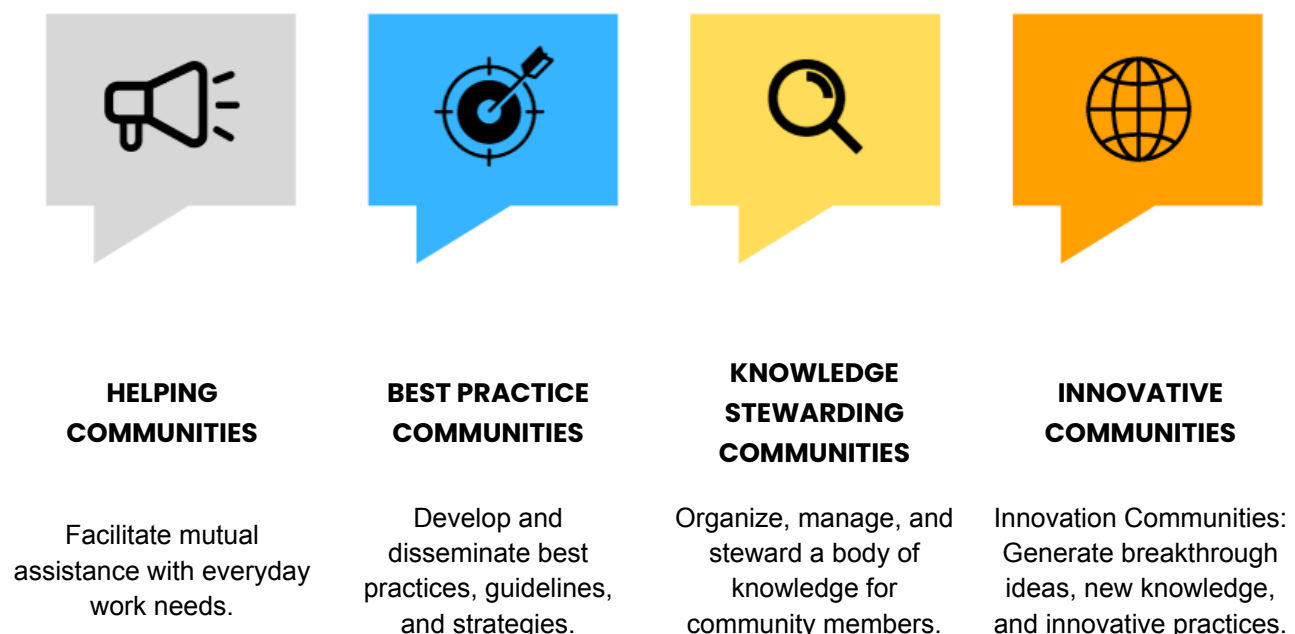 HELPING
COMMUNITIES
Facilitate mutual
assistance with everyday
work needs.
BEST PRACTICE
COMMUNITIES
Develop and
disseminate best
practices, guidelines,
and strategies.
KNOWLEDGE
STEWARDING
COMMUNITIES
Organize, manage, and
steward a body of
knowledge for
community members.
INNOVATIVE
COMMUNITIES
Innovation Communities:
Generate breakthrough
ideas, new knowledge,
and innovative practices.